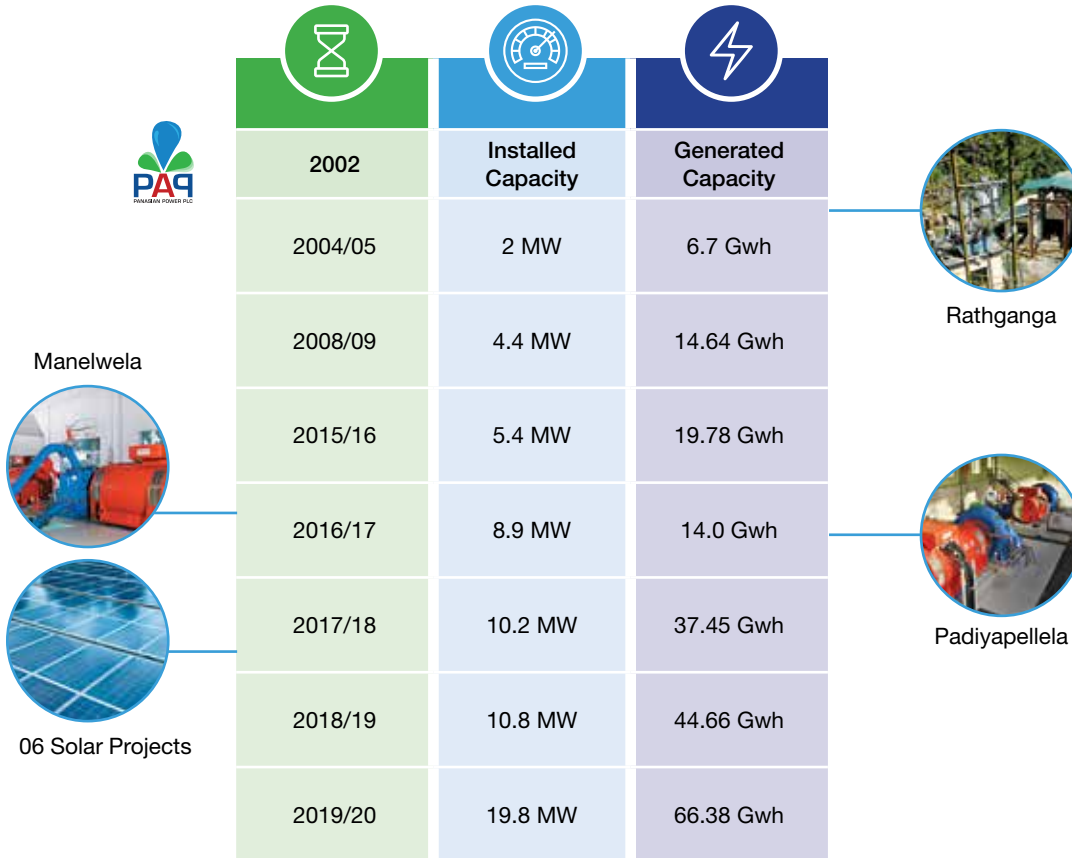 PAP
PANASIAN POWER PLC
2002
Installed
Capacity
Generated
Capacity
2004/05
2 MW
6.7 Gwh
Rathganga
2008/09
4.4 MW
14.64 Gwh
Manelwela
2015/16
5.4 MW
19.78 Gwh
2016/17
8.9 MW
14.0 Gwh
Padiyapellela
2017/18
10.2 MW
37.45 Gwh
06 Solar Projects
2018/19
10.8 MW
44.66 Gwh
2019/20
19.8 MW
66.38 Gwh